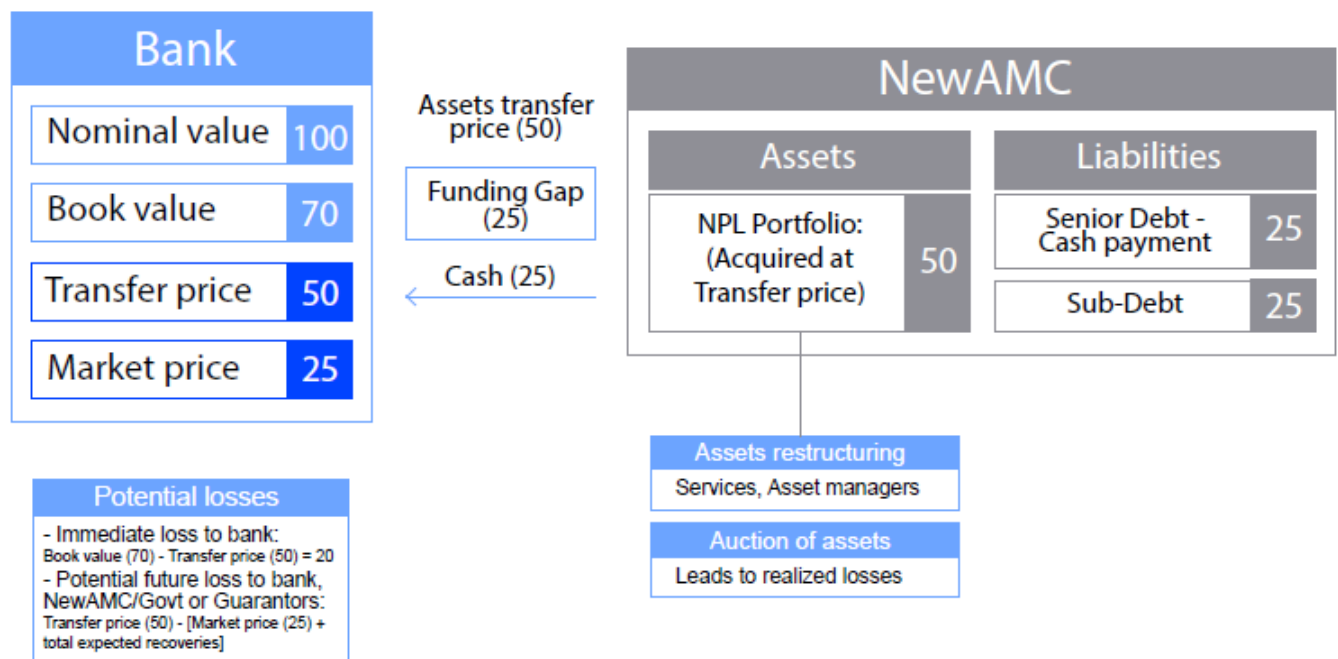 Bank
Nominal value 100
Book value 70
Transfer price 50
Market price 25
Assets transfer
price (50)
Funding Gap
(25)
Cash (25)
NewAMC
Assets
NPL Portfolio:
(Acquired at
Transfer price)
50
Liabilities
Senior Debt -
Cash payment
25
Sub-Debt 25
Assets restructuring
Services, Asset managers
Auction of assets
Leads to realized losses
Potential losses
- Immediate loss to bank:
Book value (70) - Transfer price (50) = 20
- Potential future loss to bank,
NewAMC/Govt or Guarantors:
Transfer price (50) - [Market price (25) +
total expected recoveries]